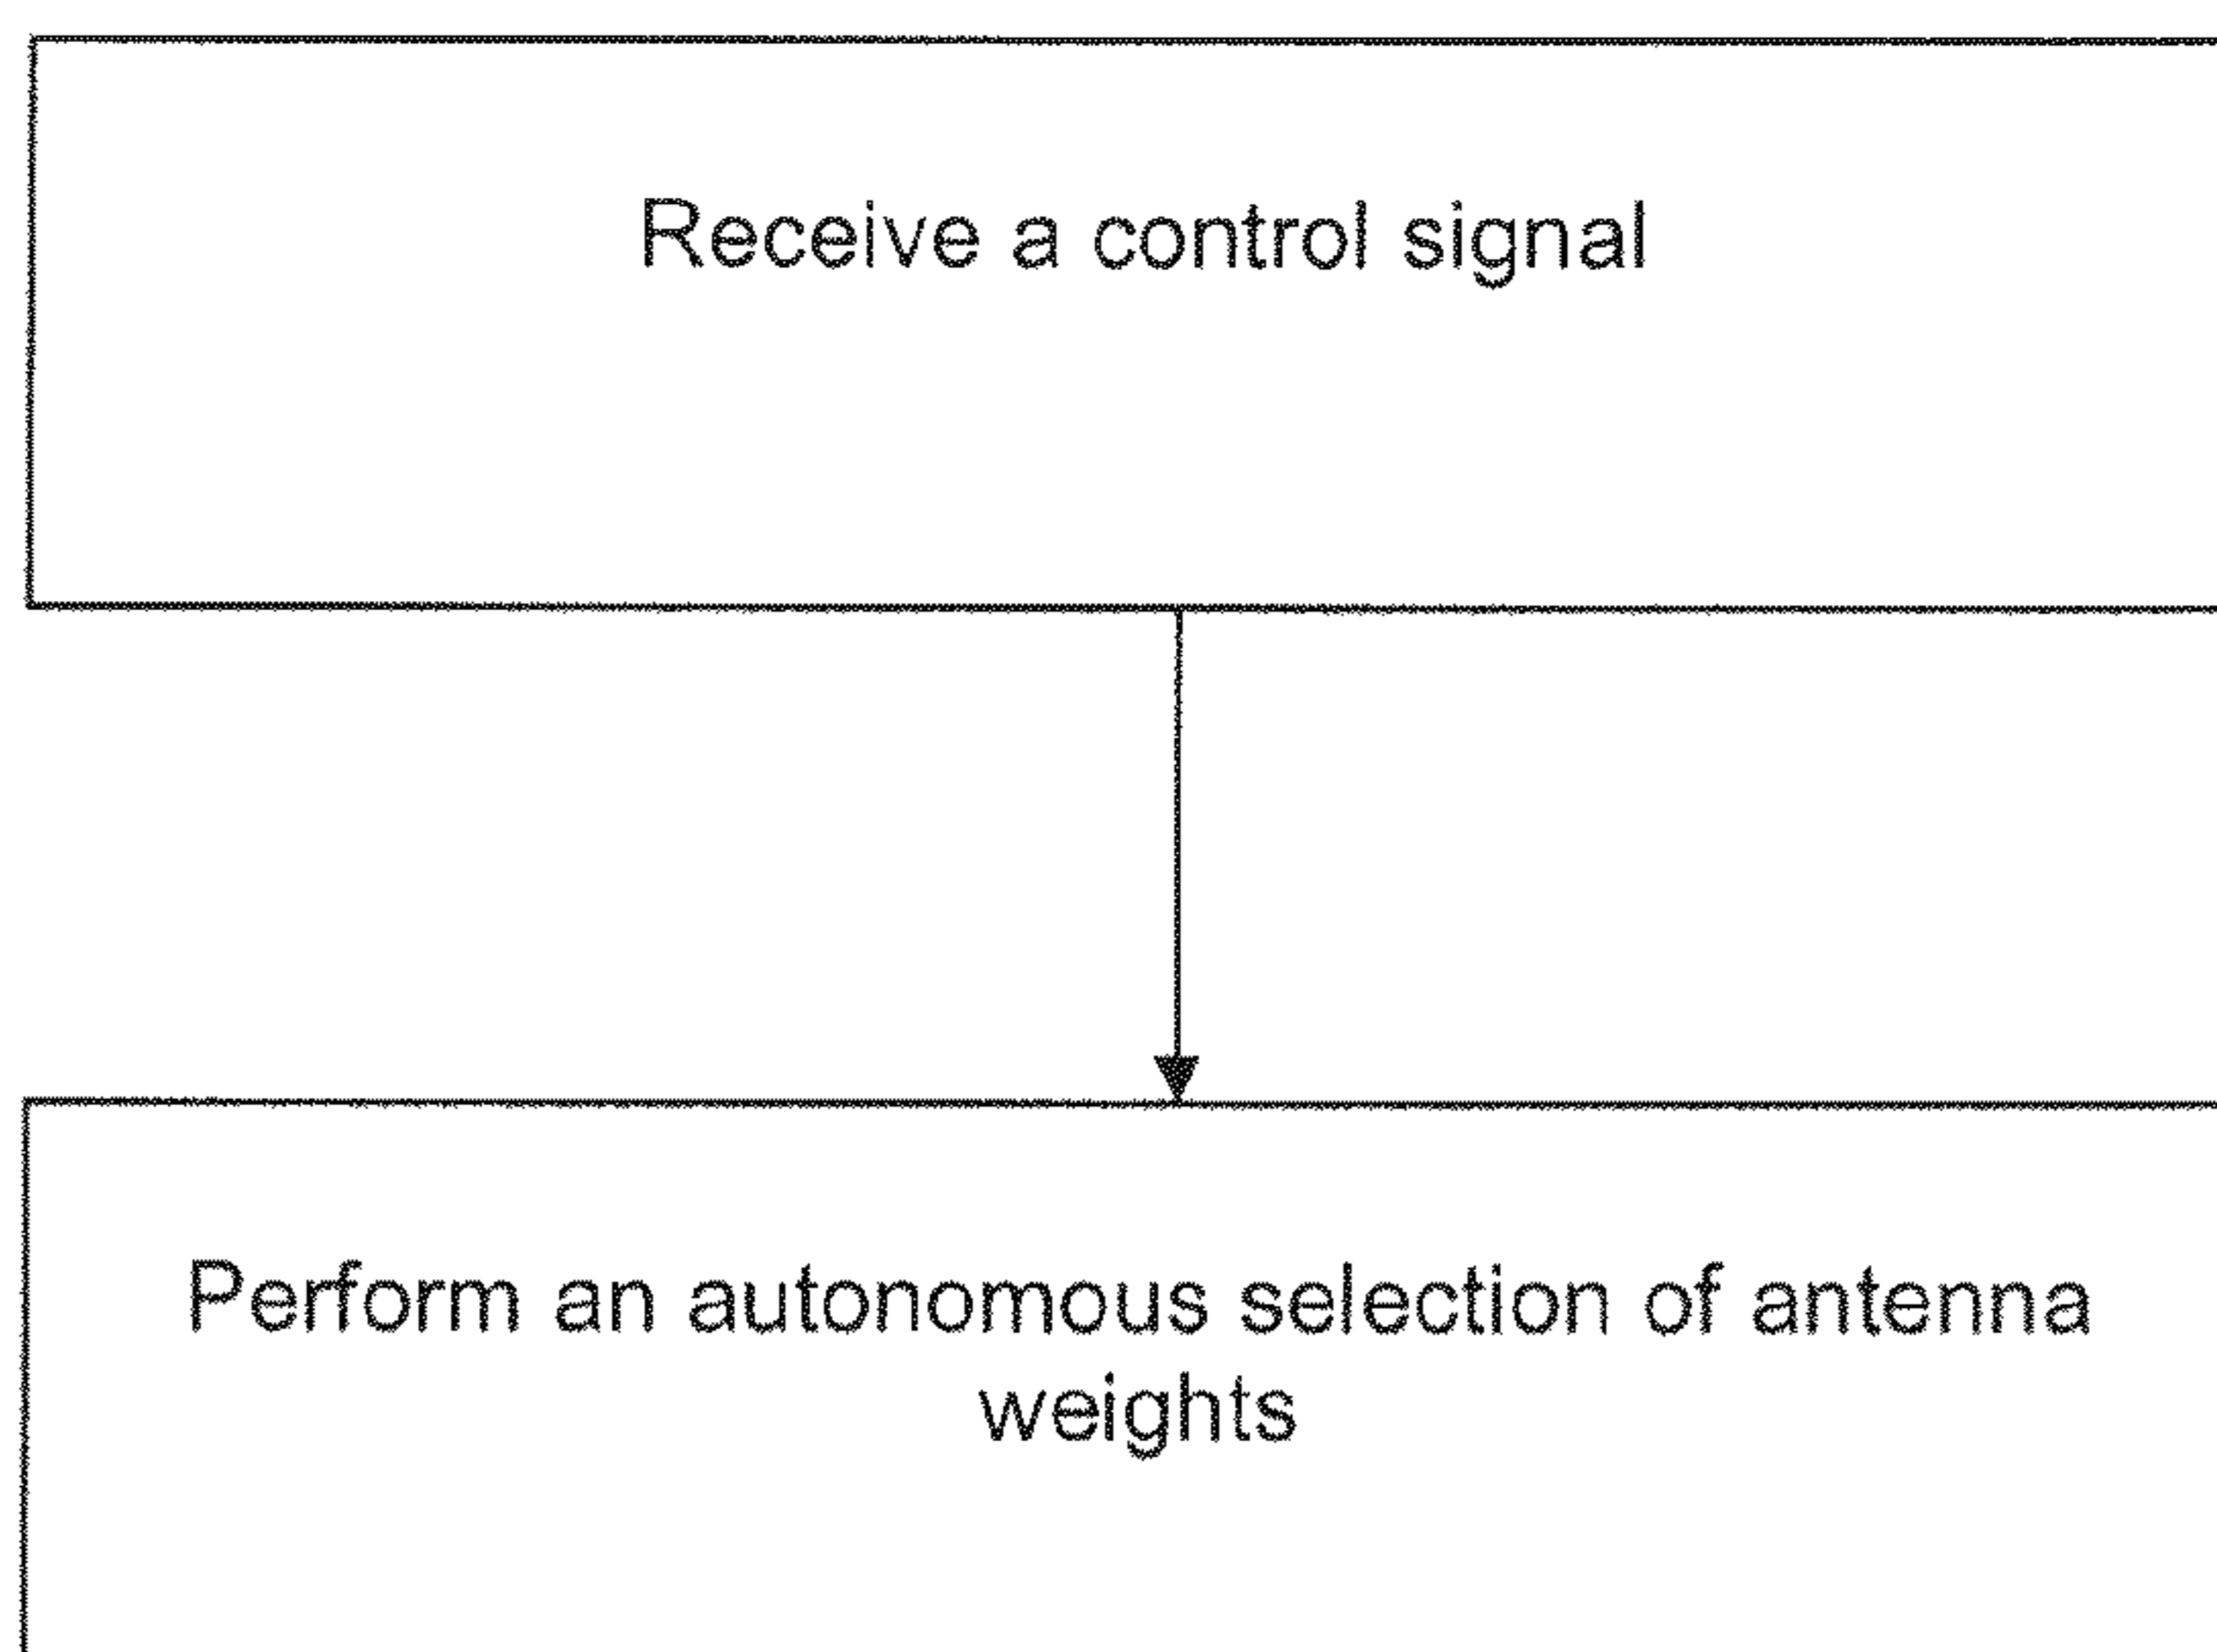 Receive a control signal
Perform an autonomous selection of antenna
weights